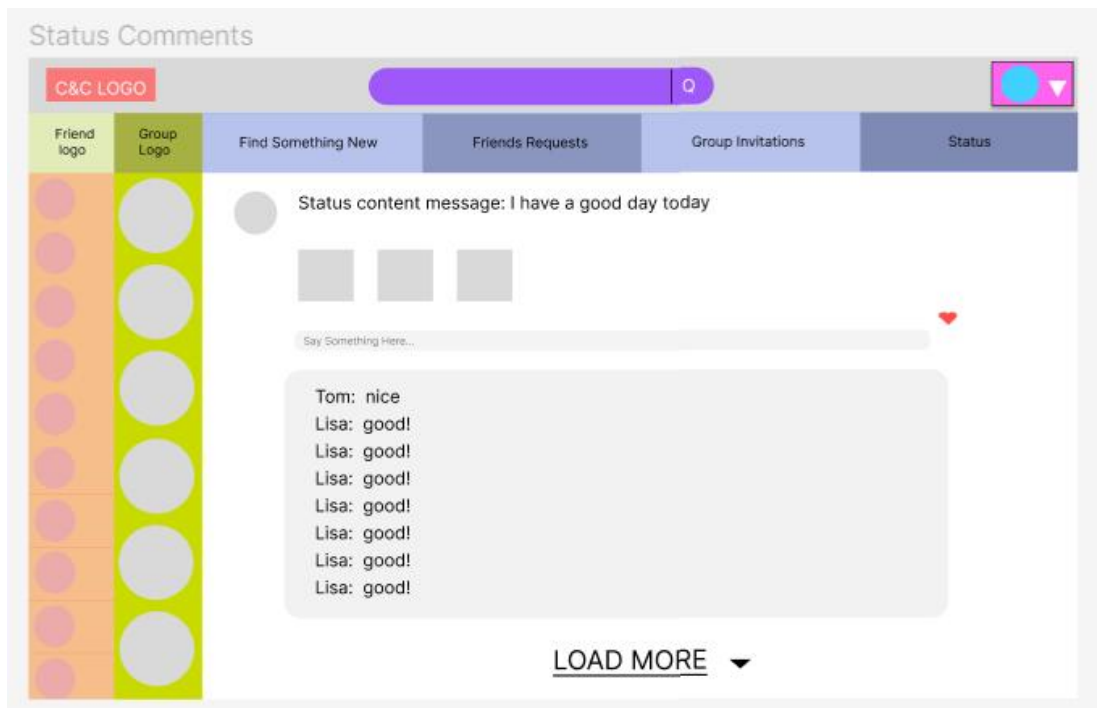 Status Comments
C&C LOGO
Q
Friend
logo
Group
Logo
Find Something New
Friends Requests
Group Invitations
Status
Status content message: I have a good day today
Say Something Here...
Tom: nice
Lisa: good!
Lisa: good!
Lisa: good!
Lisa: good!
Lisa: good!
Lisa: good!
Lisa: good!
LOAD MORE